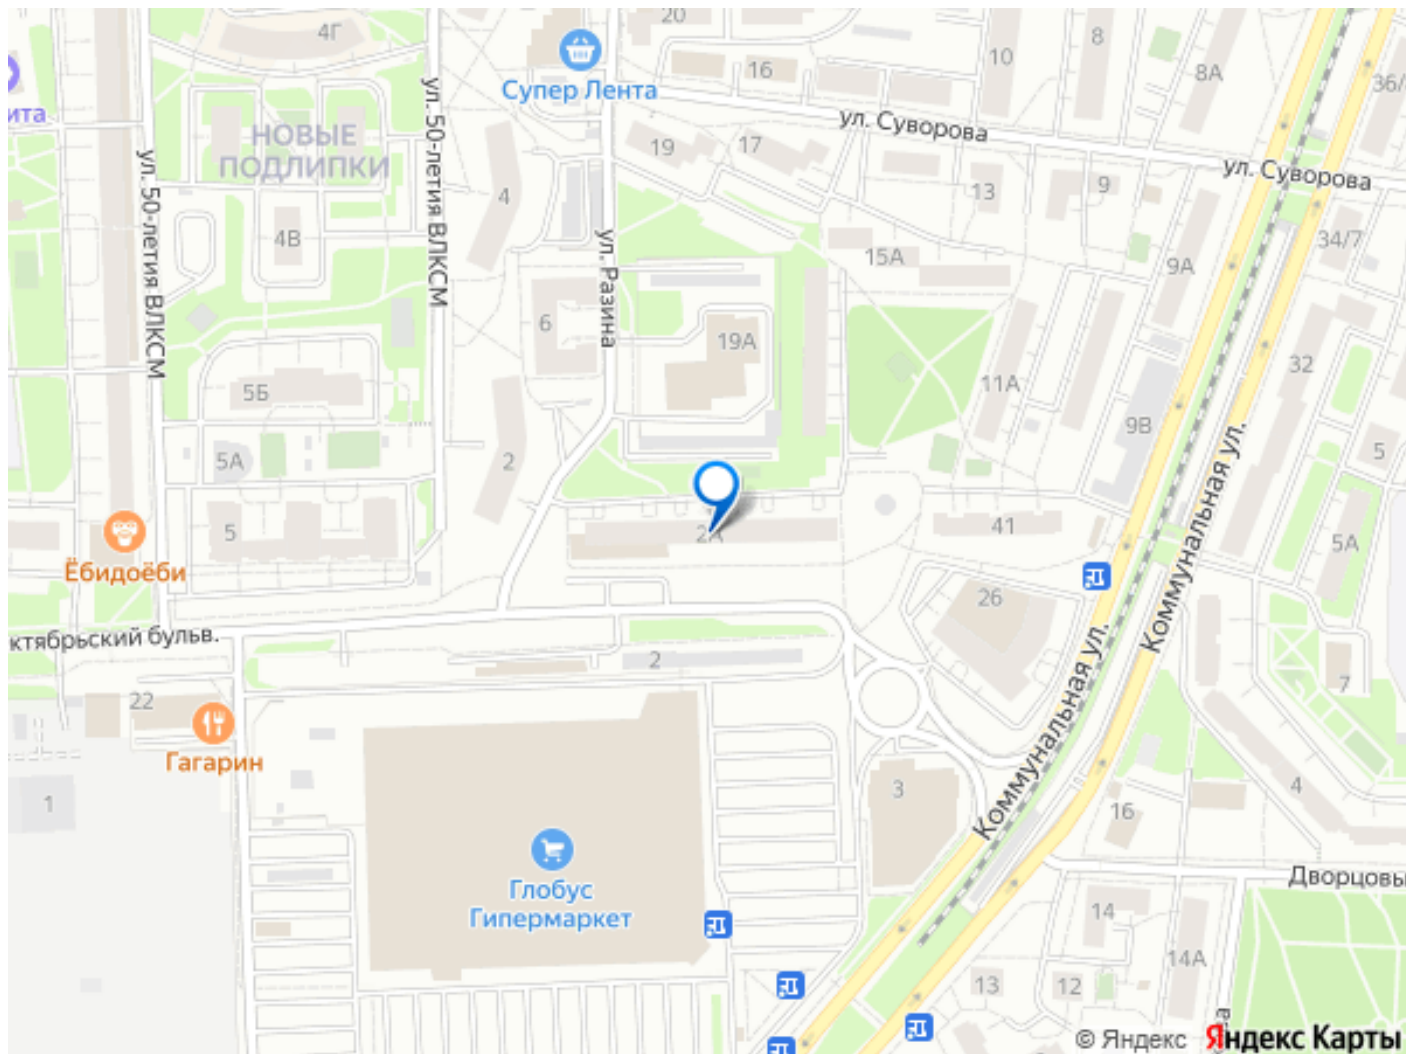 4Г
20
Супер Лента
16
10
8
8А
36/
ита
НОВЫЕ
ПОДЛИПКИ
ул. 50-летия ВЛКСМ
ул. 50-летия ВЛКСМ
ул. Суворова
ул. Суворова
19
17
13
9
4
4В
ул. Разина
15А
9А
34/7
6
19А
11А
32
5Б
9В
5
5А
2
Коммунальная ул.
5
2А
41
5А
Ёбидоёби
26
ктябрьский бульв.
2
Коммунальная ул.
7
22
Гагарин
3
4
1
16
Глобус
Гипермаркет
Дворцовы
14
14А
13
12
а
© Яндекс
Яндекс Карты